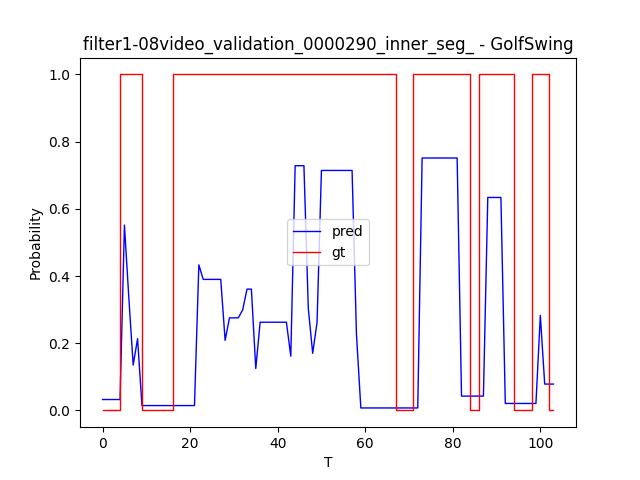 filter1-08video_validation_0000290_inner_seg_ - GolfSwing
1.0
0.8
0.6
0.4
0.2
0.0
Probability
pred
gt
0 20 40 60 80 100
T